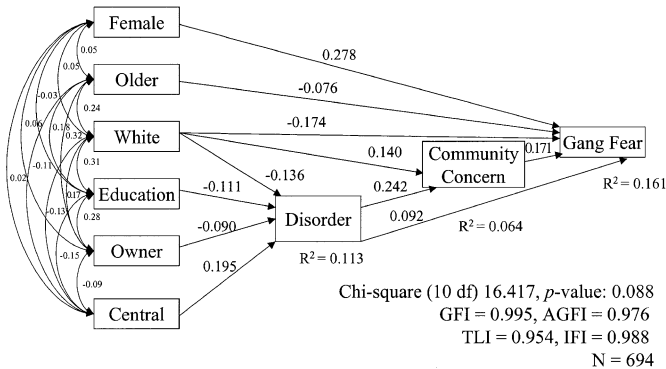 Female
0.278
0.05
Older
-0.076
0.05
-0.03
0.24
White
-0.174
0.06
0.18
0.32
0.140
0.171
Gang Fear
Community
Concern
R² = 0.161
-0.11
0.31
-0.136
0.02
Education
-0.111
0.242
0.17
-0.13
0.28
Disorder
0.092
R² = 0.064
-0.090
Owner
R² = 0.113
-0.15
0.195
-0.09
Central
Chi-square (10 df) 16.417, p-value: 0.088
GFI = 0.995, AGFI = 0.976
TLI = 0.954, IFI = 0.988
N = 694